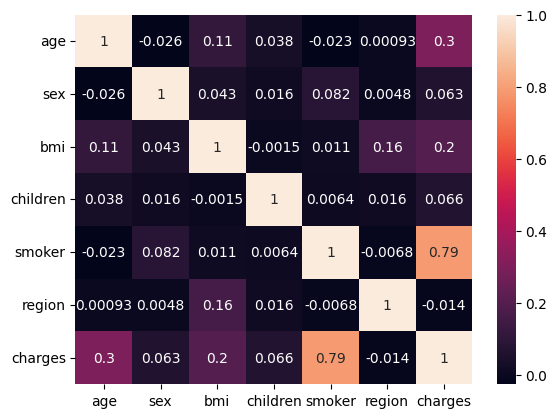 age 1 -0.026 0.11 0.038 -0.023 0.00093 0.3
sex -0.026 1 0.043 0.016 0.082 0.0048 0.063
bmi 0.11 0.043 1 -0.0015 0.011 0.16 0.2
children 0.038 0.016 -0.0015 1 0.0064 0.016 0.066
smoker -0.023 0.082 0.011 0.0064 1 -0.0068 0.79
region 0.00093 0.0048 0.16 0.016 -0.0068 1 -0.014
charges 0.3 0.063 0.2 0.066 0.79 -0.014 1
age sex bmi children smoker region charges
1.0
0.8
0.6
0.4
0.2
0.0